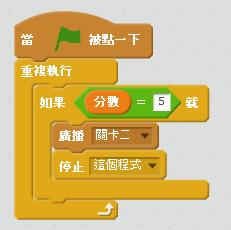 當 被點一下
重複執行
如果 分數 = 5 就
廣播 關卡二
停止 這個程式